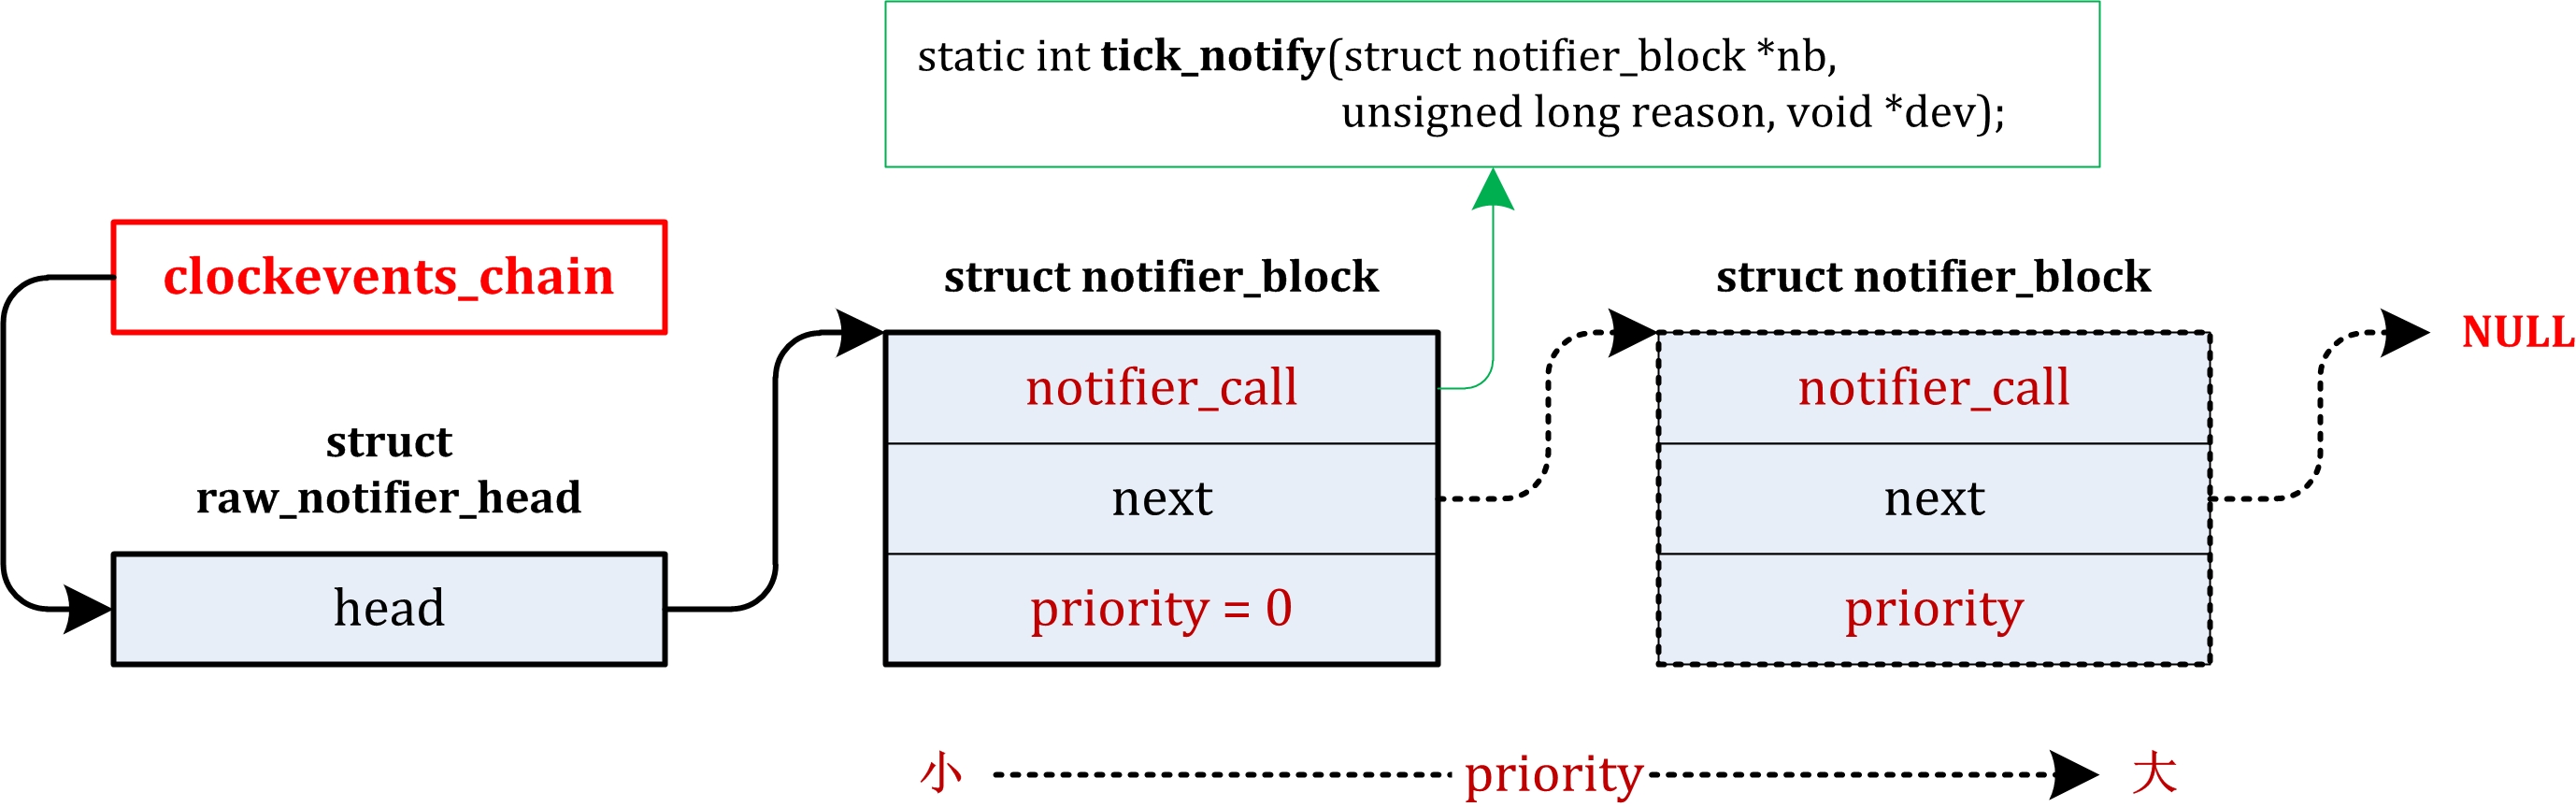 static int tick_notify(struct notifier_block *nb,
unsigned long reason, void *dev);
clockevents_chain
struct
raw_notifier_head
head
struct notifier_block
notifier_call
next
priority = 0
struct notifier_block
notifier_call
next
priority
NULL
小 priority 大